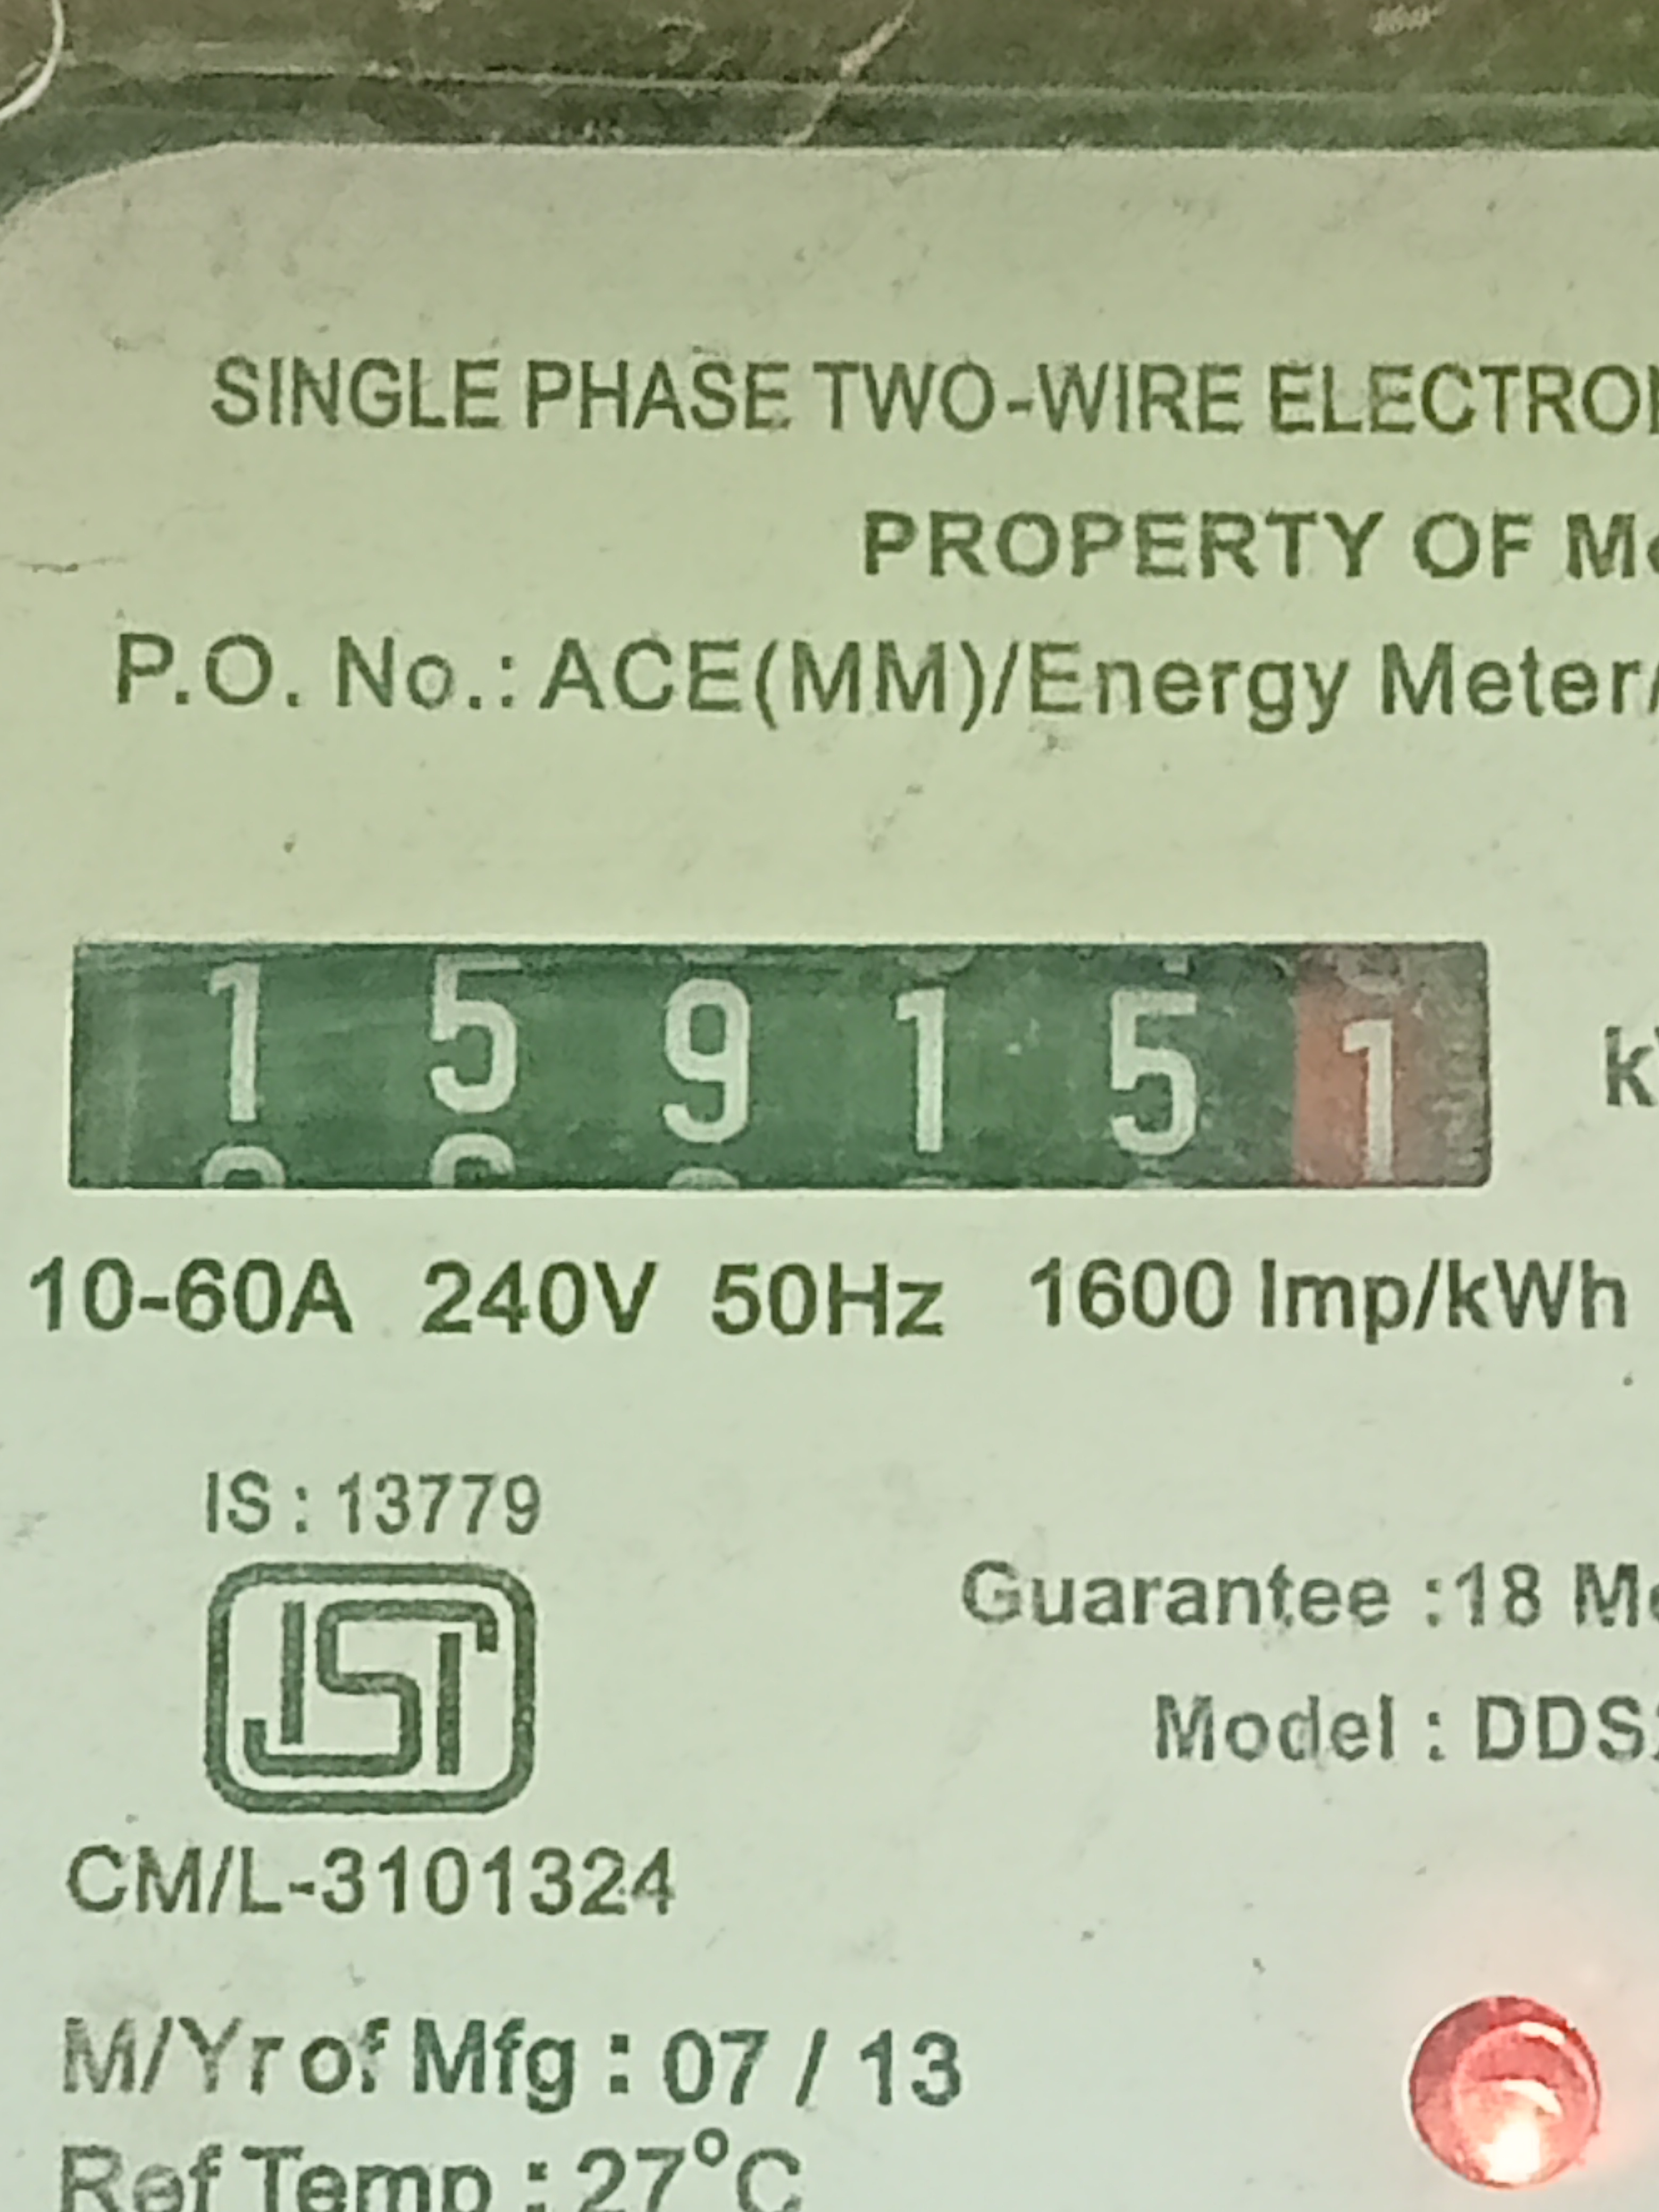 SINGLE PHASE TWO-WIRE
PROPERTY OF
P.O. No.: ACE(MM)/Energy Meter/
1 5 9 1 5 1
10-60A 240V 50Hz 1600 Imp/kWh
IS : 13779
ISI
Guarantee :18
Model :
CM/L-3101324
M/Yr of Mfg : 07 / 13
Ref Temp : 27°C